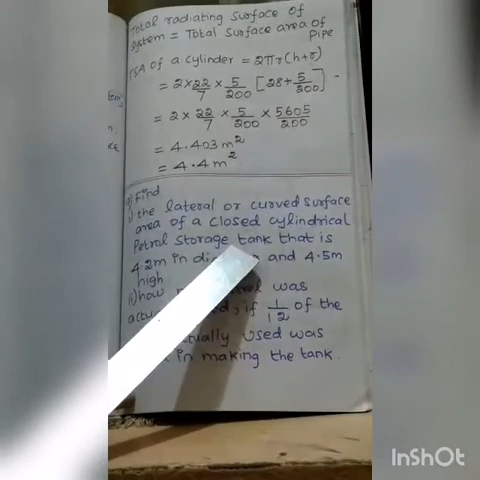 Total radiating surface of
system = Total surface area of
Pipe
TSA of a cylinder = 2πr(h+r)
= 2 × 22/7 × 5/200 [28 + 5/200]
= 2 × 22/7 × 5/200 × 5605/200
= 4.403 m²
= 4.4 m²
Find
i) the lateral or curved surface
area of a closed cylindrical
Petrol storage tank that is
4.2m in and 4.5m
high
ii) how was
if 1/12 of the
actually used was
in making the tank.
InShOt